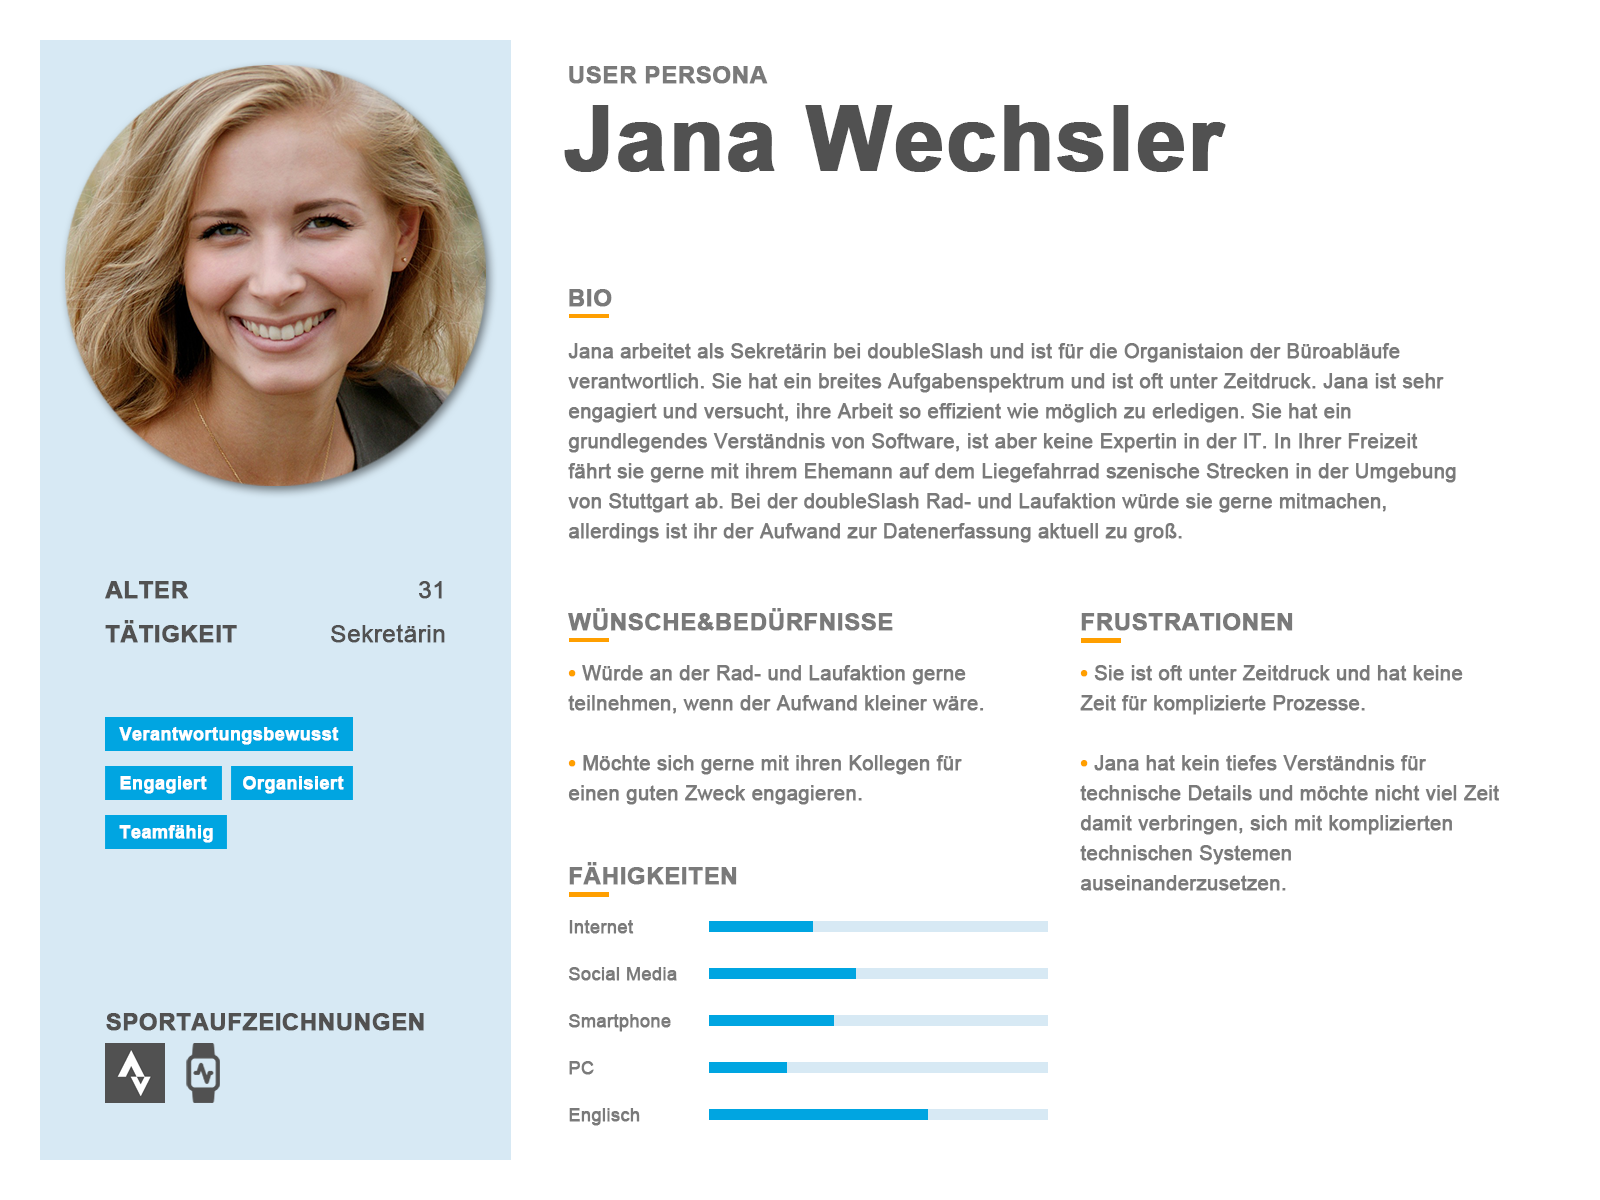 USER PERSONA
Jana Wechsler
BIO
Jana arbeitet als Sekretärin bei doubleSlash und ist für die Organistaion der Büroabläufe
verantwortlich. Sie hat ein breites Aufgabenspektrum und ist oft unter Zeitdruck. Jana ist sehr
engagiert und versucht, ihre Arbeit so effizient wie möglich zu erledigen. Sie hat ein
grundlegendes Verständnis von Software, ist aber keine Expertin in der IT. In Ihrer Freizeit
fährt sie gerne mit ihrem Ehemann auf dem Liegefahrrad szenische Strecken in der Umgebung
von Stuttgart ab. Bei der doubleSlash Rad- und Laufaktion würde sie gerne mitmachen,
allerdings ist ihr der Aufwand zur Datenerfassung aktuell zu groß.
ALTER 31
TÄTIGKEIT Sekretärin
Verantwortungsbewusst
Engagiert Organisiert
Teamfähig
SPORTAUFZEICHNUNGEN
WÜNSCHE&BEDÜRFNISSE
• Würde an der Rad- und Laufaktion gerne
teilnehmen, wenn der Aufwand kleiner wäre.
• Möchte sich gerne mit ihren Kollegen für
einen guten Zweck engagieren.
FÄHIGKEITEN
Internet
Social Media
Smartphone
PC
Englisch
FRUSTRATIONEN
• Sie ist oft unter Zeitdruck und hat keine
Zeit für komplizierte Prozesse.
• Jana hat kein tiefes Verständnis für
technische Details und möchte nicht viel Zeit
damit verbringen, sich mit komplizierten
technischen Systemen
auseinanderzusetzen.